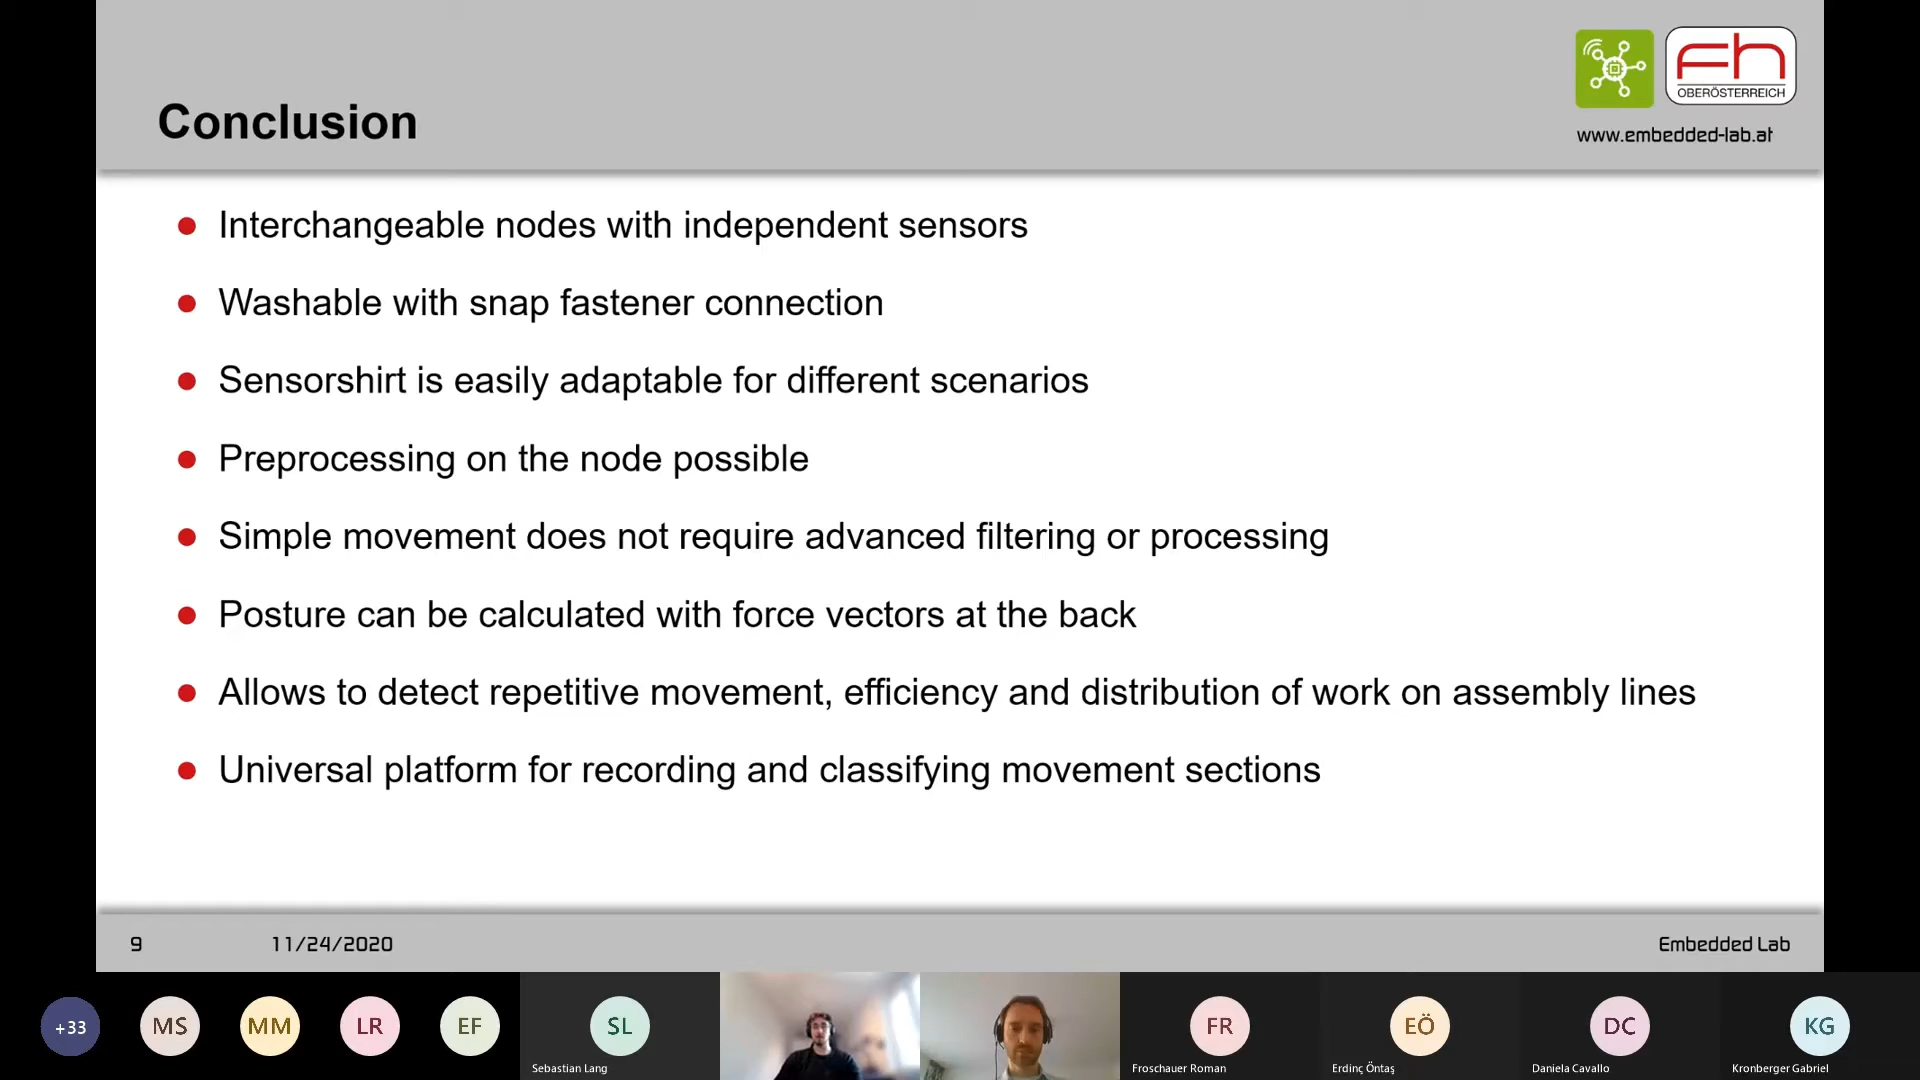 Conclusion
fh
OBERÖSTERREICH
www.embedded-lab.at
Interchangeable nodes with independent sensors
Washable with snap fastener connection
Sensorshirt is easily adaptable for different scenarios
Preprocessing on the node possible
Simple movement does not require advanced filtering or processing
Posture can be calculated with force vectors at the back
Allows to detect repetitive movement, efficiency and distribution of work on assembly lines
Universal platform for recording and classifying movement sections
9
11/24/2020
Embedded Lab
+33
MS
MM
LR
EF
SL
FR
EÖ
DC
KG
Sebastian Lang
Froschauer Roman
Erdinç Öntaş
Daniela Cavallo
Kronberger Gabriel